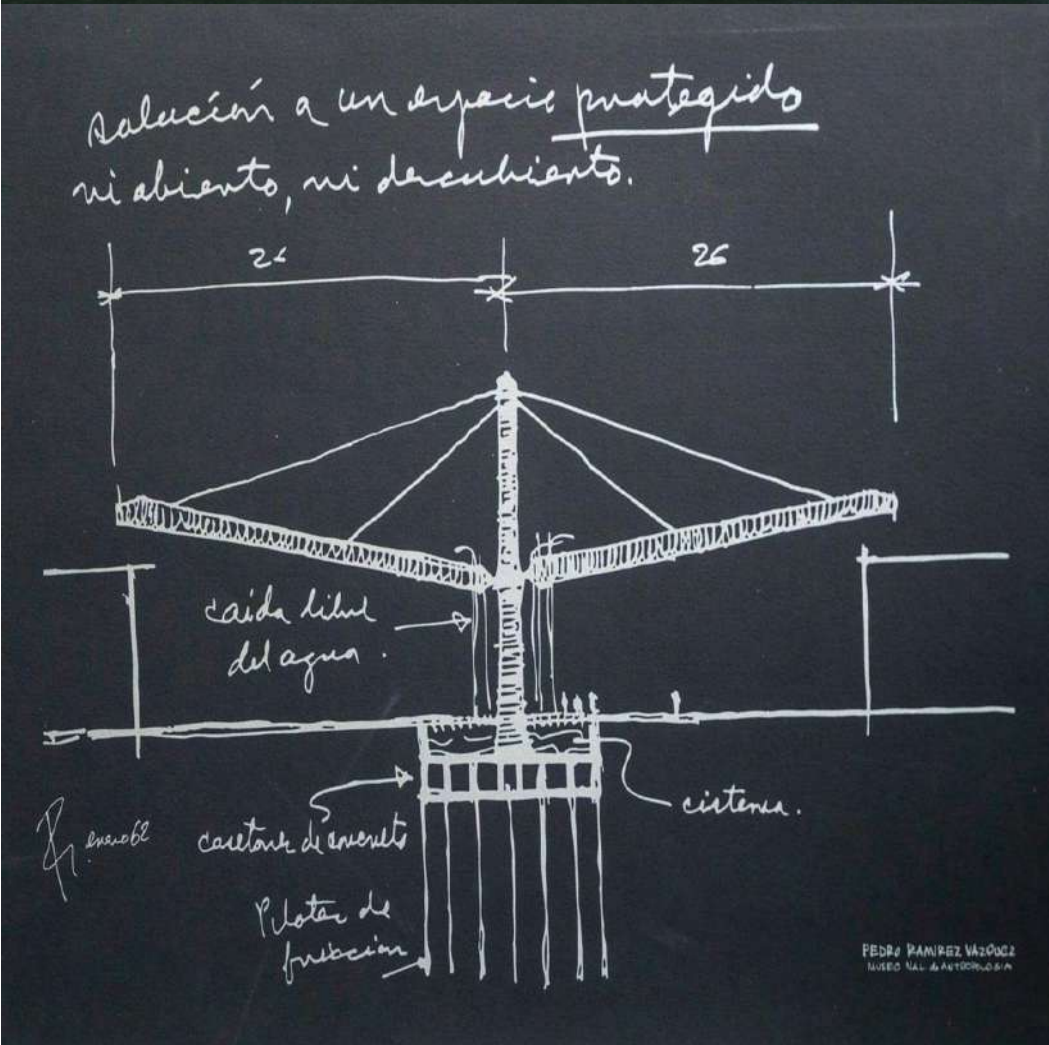 solución a un espacio protegido
ni abierto, ni descubierto.
26
26
caída libre
del agua.
cisterna.
enero 62
casetones de concreto
Pilotes de
fricción
PEDRO RAMIREZ VAZQUEZ
MUSEO NAL. de ANTROPOLOGIA